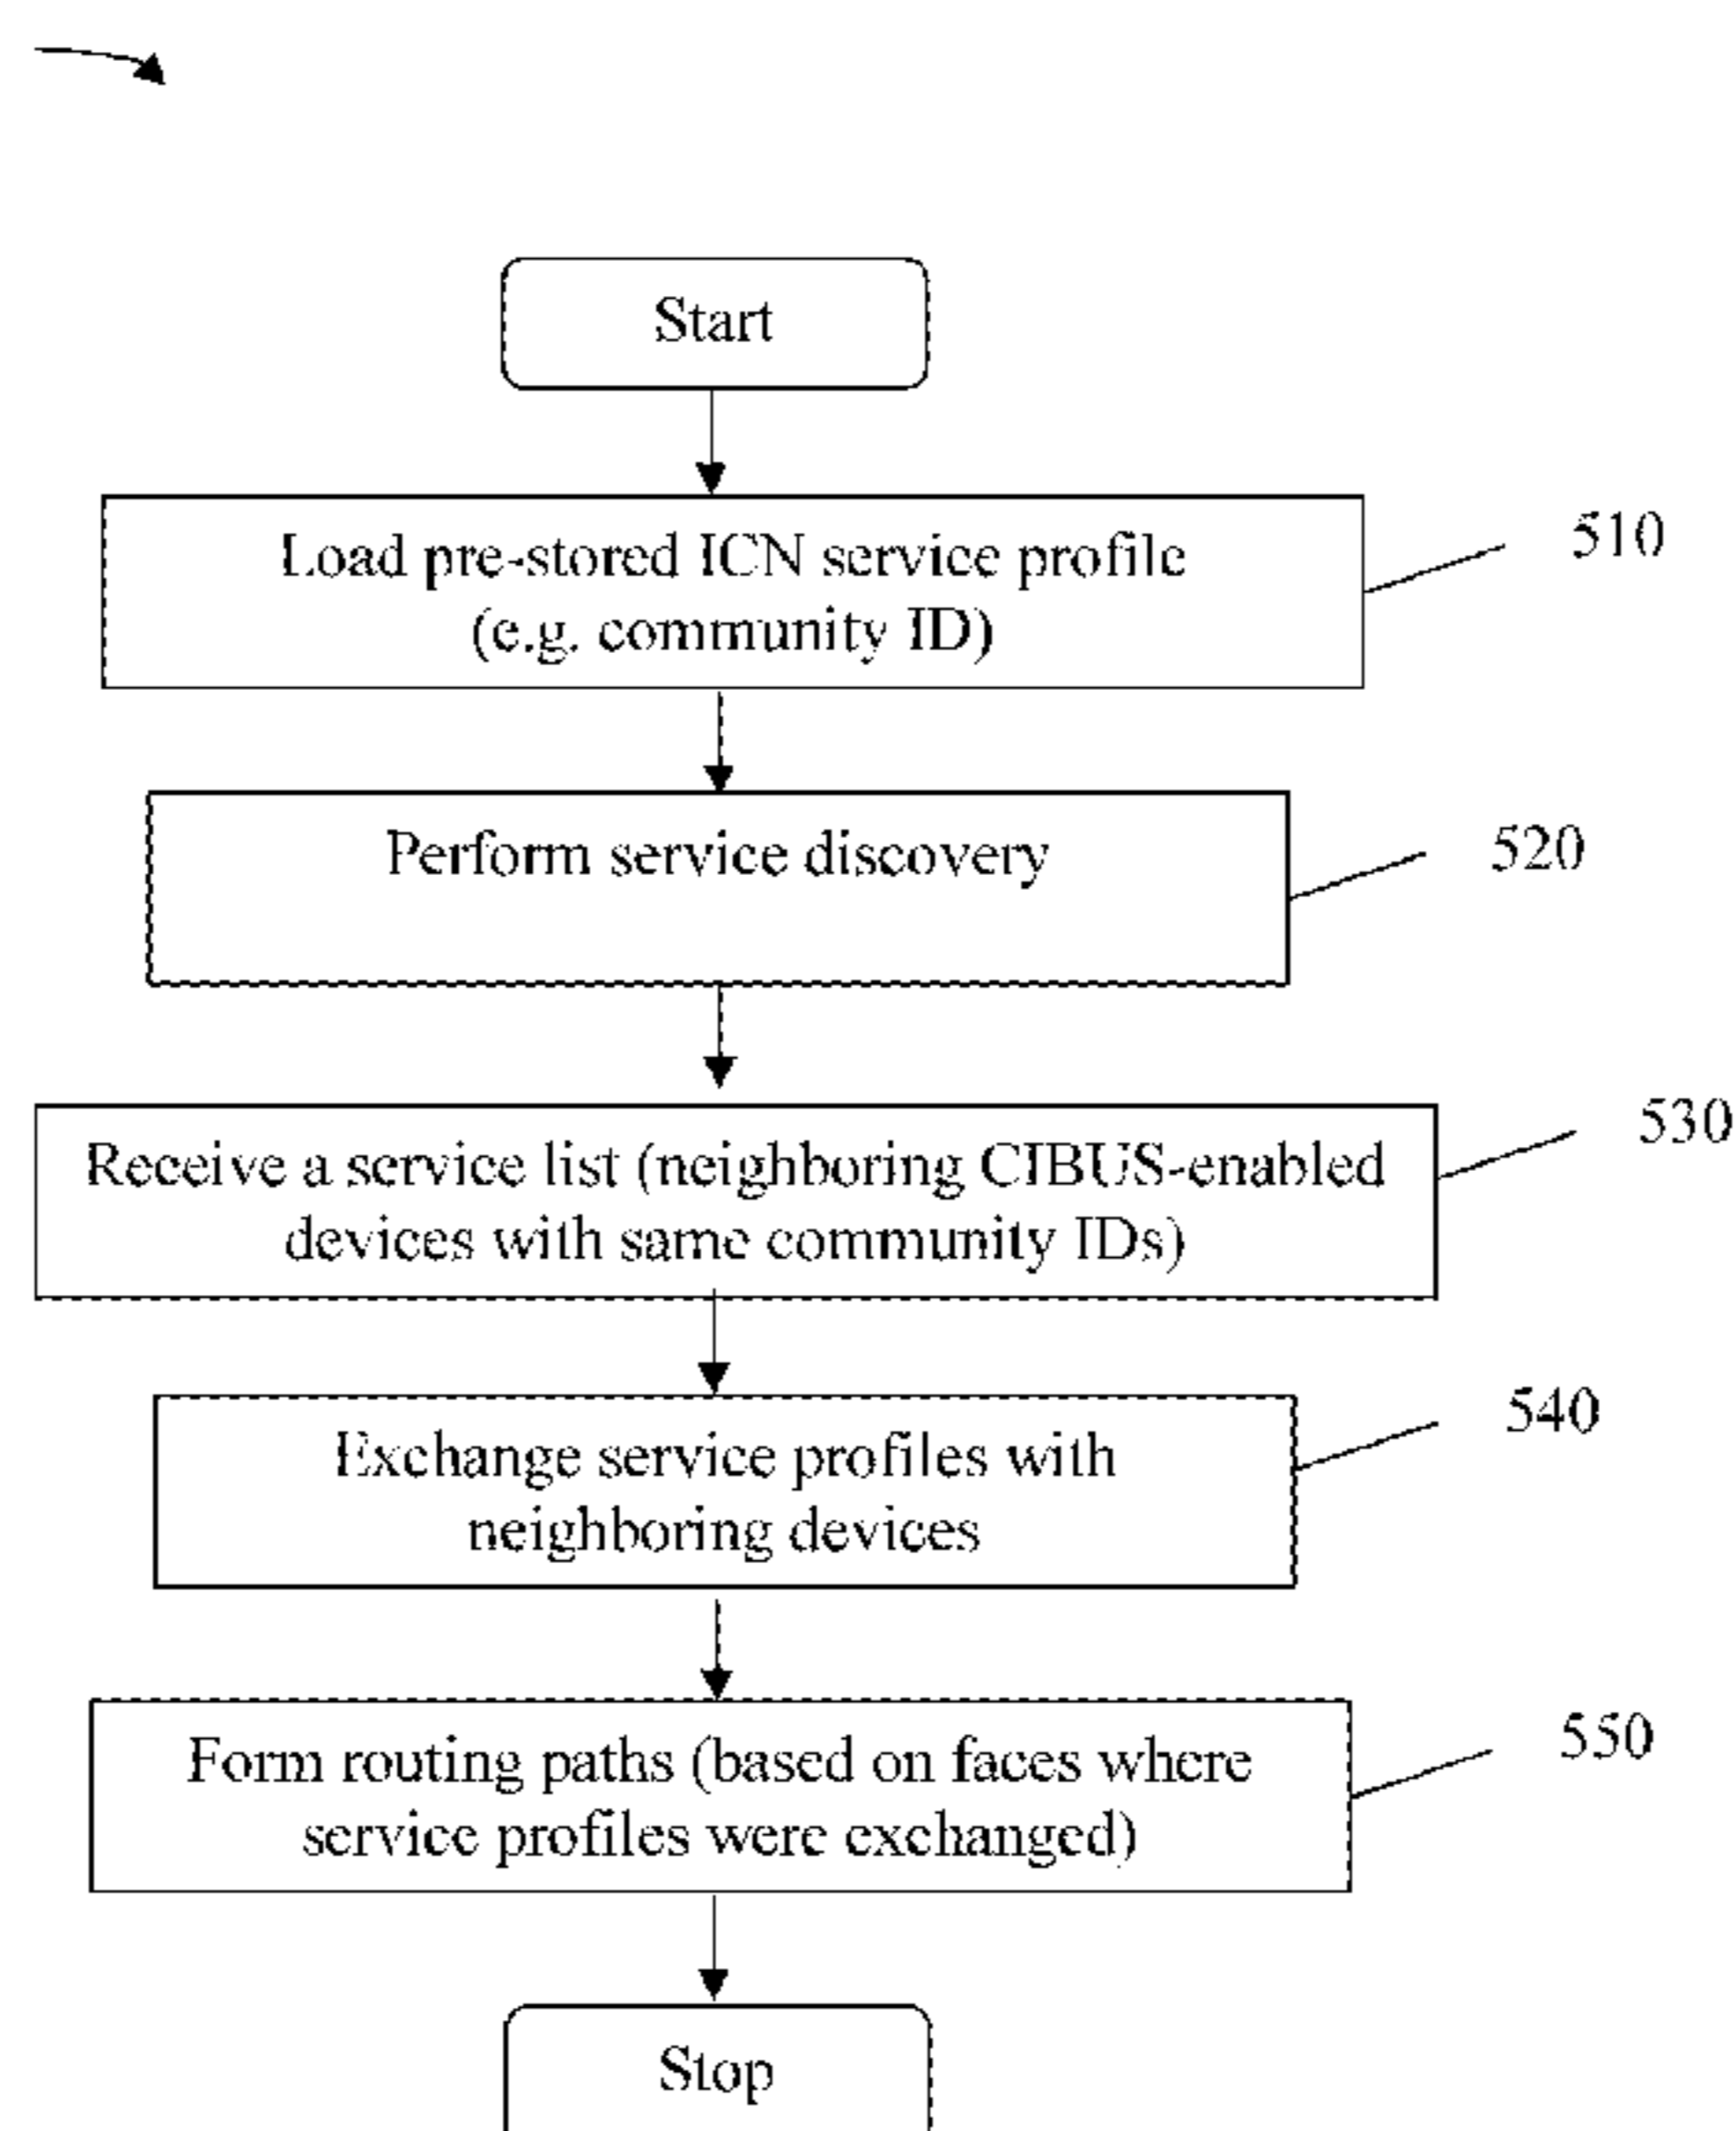 Start
Load pre-stored ICN service profile
(e.g. community ID)
510
Perform service discovery
520
Receive a service list (neighboring CIBUS-enabled
devices with same community IDs)
530
Exchange service profiles with
neighboring devices
540
Form routing paths (based on faces where
service profiles were exchanged)
550
Stop